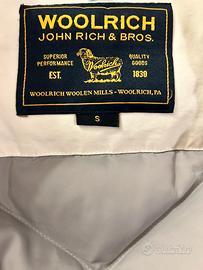 WOOLRICH
JOHN RICH & BROS.
SUPERIOR PERFORMANCE
QUALITY GOODS
Woolrich
EST.
1830
WOOLRICH WOOLEN MILLS - WOOLRICH, PA
S